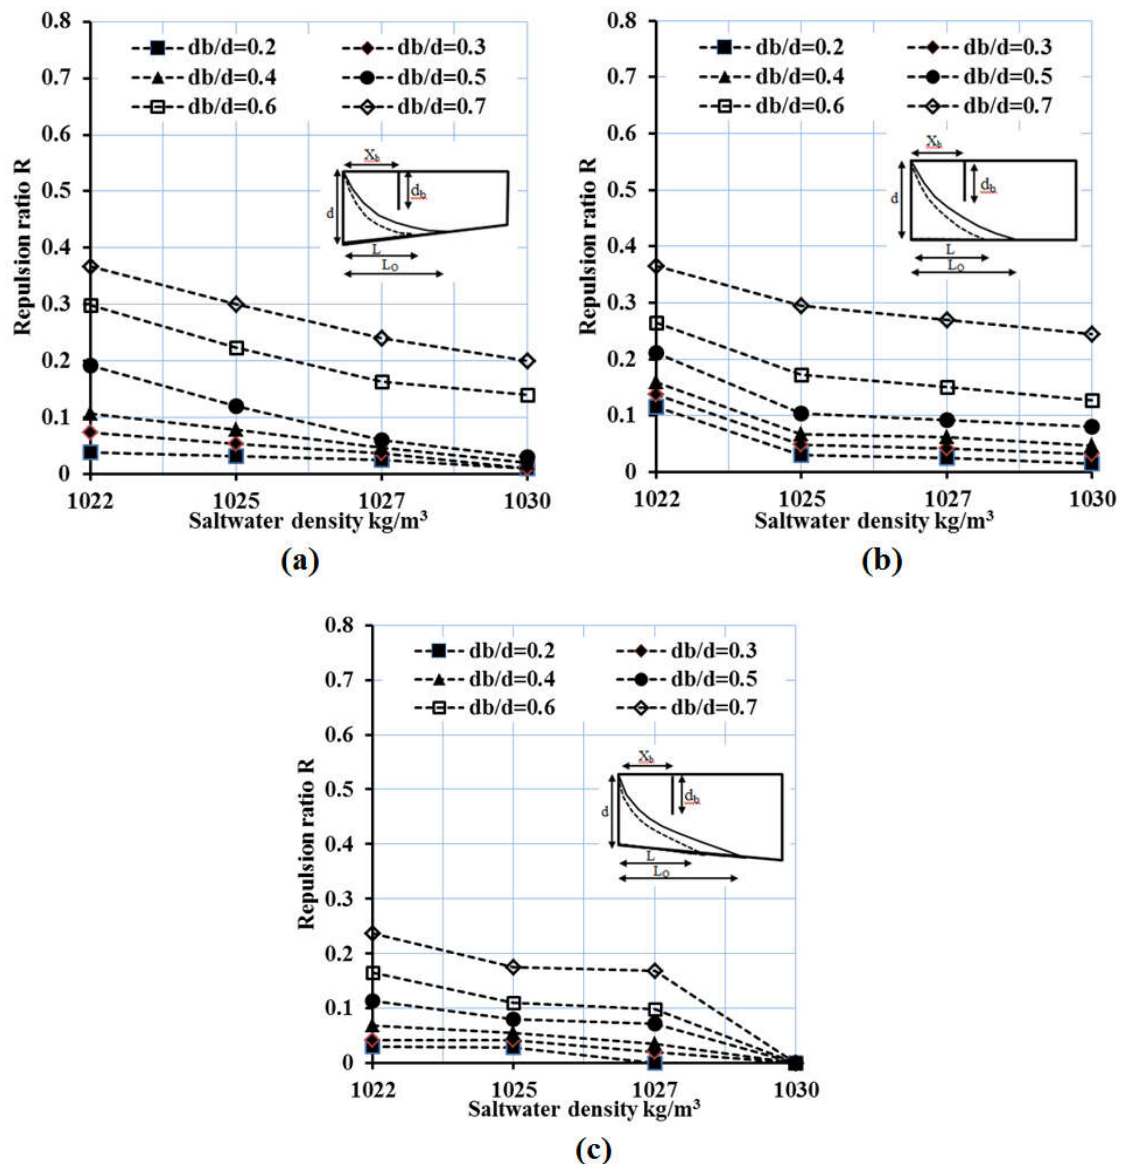 0.8
0.7
0.6
0.5
0.4
0.3
0.2
0.1
0
Repulsion ratio R
db/d=0.2 db/d=0.3
db/d=0.4 db/d=0.5
db/d=0.6 db/d=0.7
Xb
d
db
L
LO
1022 1025 1027 1030
Saltwater density kg/m³
(a)
0.8
0.7
0.6
0.5
0.4
0.3
0.2
0.1
0
Repulsion ratio R
db/d=0.2 db/d=0.3
db/d=0.4 db/d=0.5
db/d=0.6 db/d=0.7
Xb
d
db
L
LO
1022 1025 1027 1030
Saltwater density kg/m³
(b)
0.8
0.7
0.6
0.5
0.4
0.3
0.2
0.1
0
Repulsion ratio R
db/d=0.2 db/d=0.3
db/d=0.4 db/d=0.5
db/d=0.6 db/d=0.7
Xb
d
db
L
LO
1022 1025 1027 1030
Saltwater density kg/m³
(c)